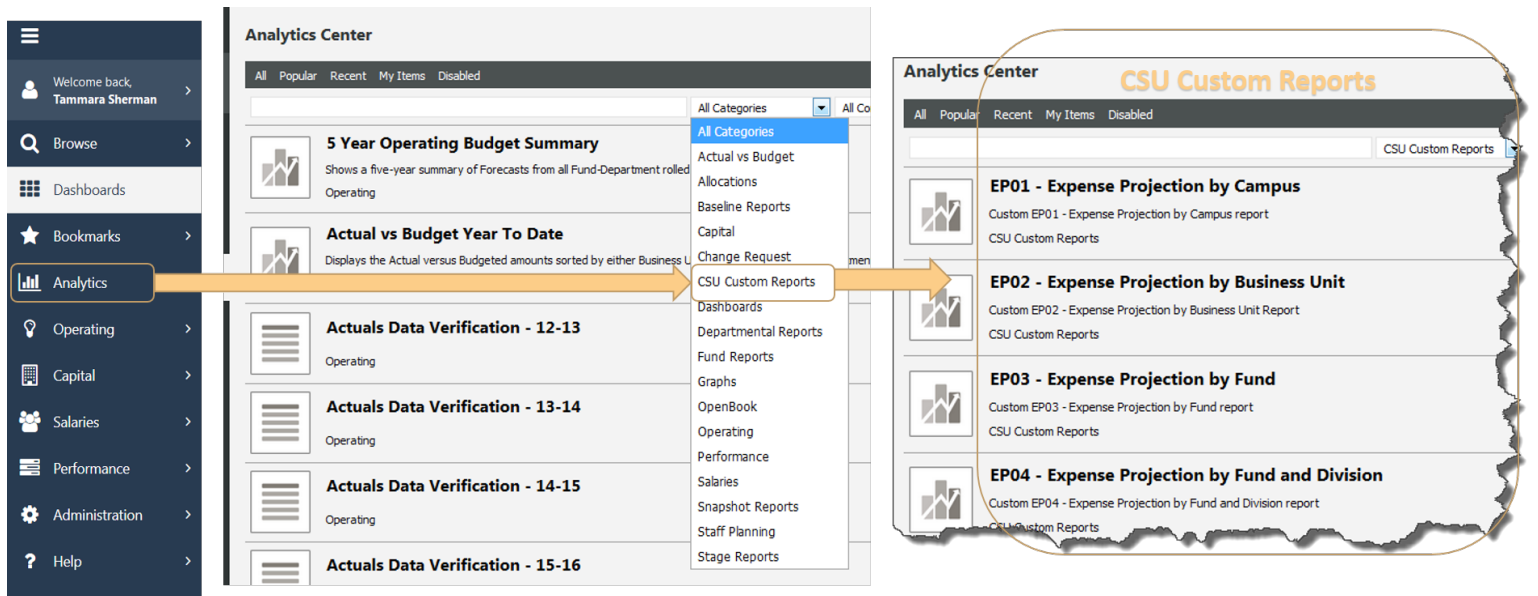 Welcome back,
Tammara Sherman
Browse
Dashboards
Bookmarks
Analytics
Operating
Capital
Salaries
Performance
Administration
? Help
Analytics Center
All Popular Recent My Items Disabled
All Categories All Co
5 Year Operating Budget Summary
Shows a five-year summary of Forecasts from all Fund-Department rolled
Operating
Actual vs Budget Year To Date
Displays the Actual versus Budgeted amounts sorted by either Business U men
Actuals Data Verification - 12-13
Operating
Actuals Data Verification - 13-14
Operating
Actuals Data Verification - 14-15
Operating
Actuals Data Verification - 15-16
All Categories
Actual vs Budget
Allocations
Baseline Reports
Capital
Change Request
CSU Custom Reports
Dashboards
Departmental Reports
Fund Reports
Graphs
OpenBook
Operating
Performance
Salaries
Snapshot Reports
Staff Planning
Stage Reports
Analytics Center
CSU Custom Reports
All Popular Recent My Items Disabled
CSU Custom Reports
EP01 - Expense Projection by Campus
Custom EP01 - Expense Projection by Campus report
CSU Custom Reports
EP02 - Expense Projection by Business Unit
Custom EP02 - Expense Projection by Business Unit Report
CSU Custom Reports
EP03 - Expense Projection by Fund
Custom EP03 - Expense Projection by Fund report
CSU Custom Reports
EP04 - Expense Projection by Fund and Division
Custom EP04 - Expense Projection by Fund and Division report
CSU Custom Reports